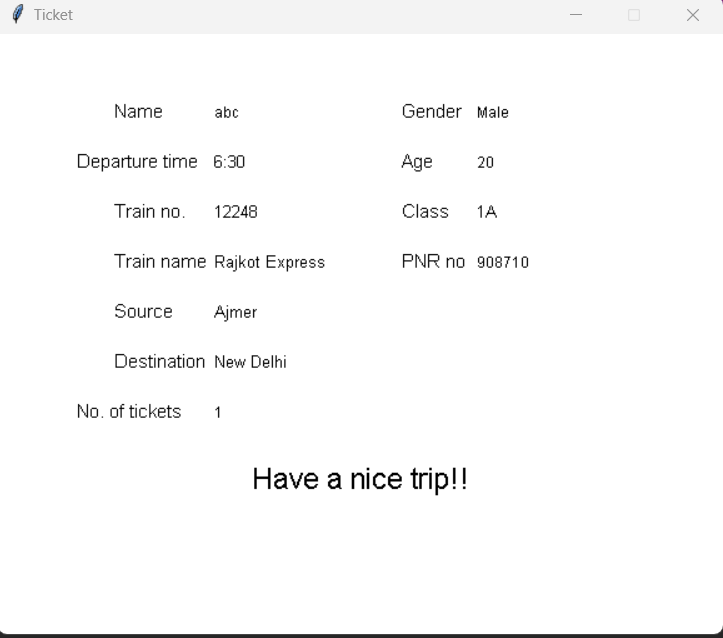 Ticket
Name abc Gender Male
Departure time 6:30 Age 20
Train no. 12248 Class 1A
Train name Rajkot Express PNR no 908710
Source Ajmer
Destination New Delhi
No. of tickets 1
Have a nice trip!!